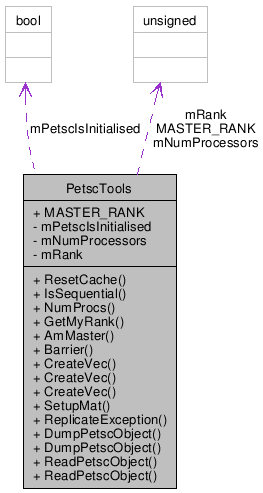 bool
unsigned
mPetscIsInitialised
mRank
MASTER_RANK
mNumProcessors
PetscTools
+ MASTER_RANK
- mPetscIsInitialised
- mNumProcessors
- mRank
+ ResetCache()
+ IsSequential()
+ NumProcs()
+ GetMyRank()
+ AmMaster()
+ Barrier()
+ CreateVec()
+ CreateVec()
+ CreateVec()
+ SetupMat()
+ ReplicateException()
+ DumpPetscObject()
+ DumpPetscObject()
+ ReadPetscObject()
+ ReadPetscObject()